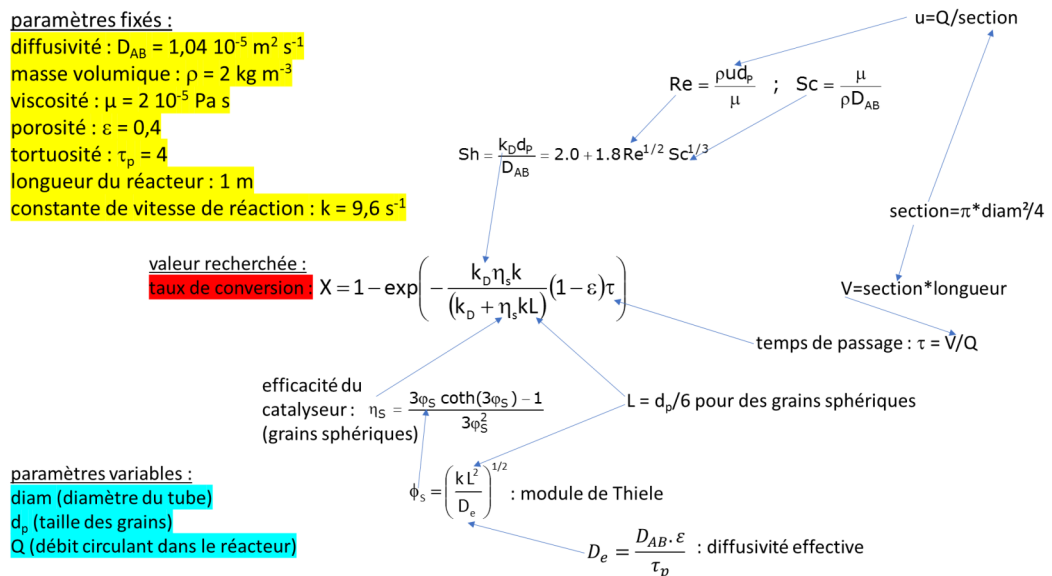 paramètres fixés :
diffusivité : D_AB = 1,04 10⁻⁵ m² s⁻¹
masse volumique : ρ = 2 kg m⁻³
viscosité : μ = 2 10⁻⁵ Pa s
porosité : ε = 0,4
tortuosité : τ_p = 4
longueur du réacteur : 1 m
constante de vitesse de réaction : k = 9,6 s⁻¹
u=Q/section
Re = ρud_P/μ ; Sc = μ/(ρD_AB)
Sh = k_D d_P/D_AB = 2.0 + 1.8 Re^1/2 Sc^1/3
section=π*diam²/4
valeur recherchée :
taux de conversion : X = 1 − exp(− k_D η_s k/(k_D + η_s kL) (1 − ε)τ)
V=section*longueur
temps de passage : τ = V/Q
efficacité du
catalyseur : η_S = (3φ_S coth(3φ_S) − 1)/(3φ_S²)
(grains sphériques)
L = d_p/6 pour des grains sphériques
paramètres variables :
diam (diamètre du tube)
d_p (taille des grains)
Q (débit circulant dans le réacteur)
ϕ_s = (k L²/D_e)^1/2 : module de Thiele
D_e = D_AB . ε/τ_p : diffusivité effective